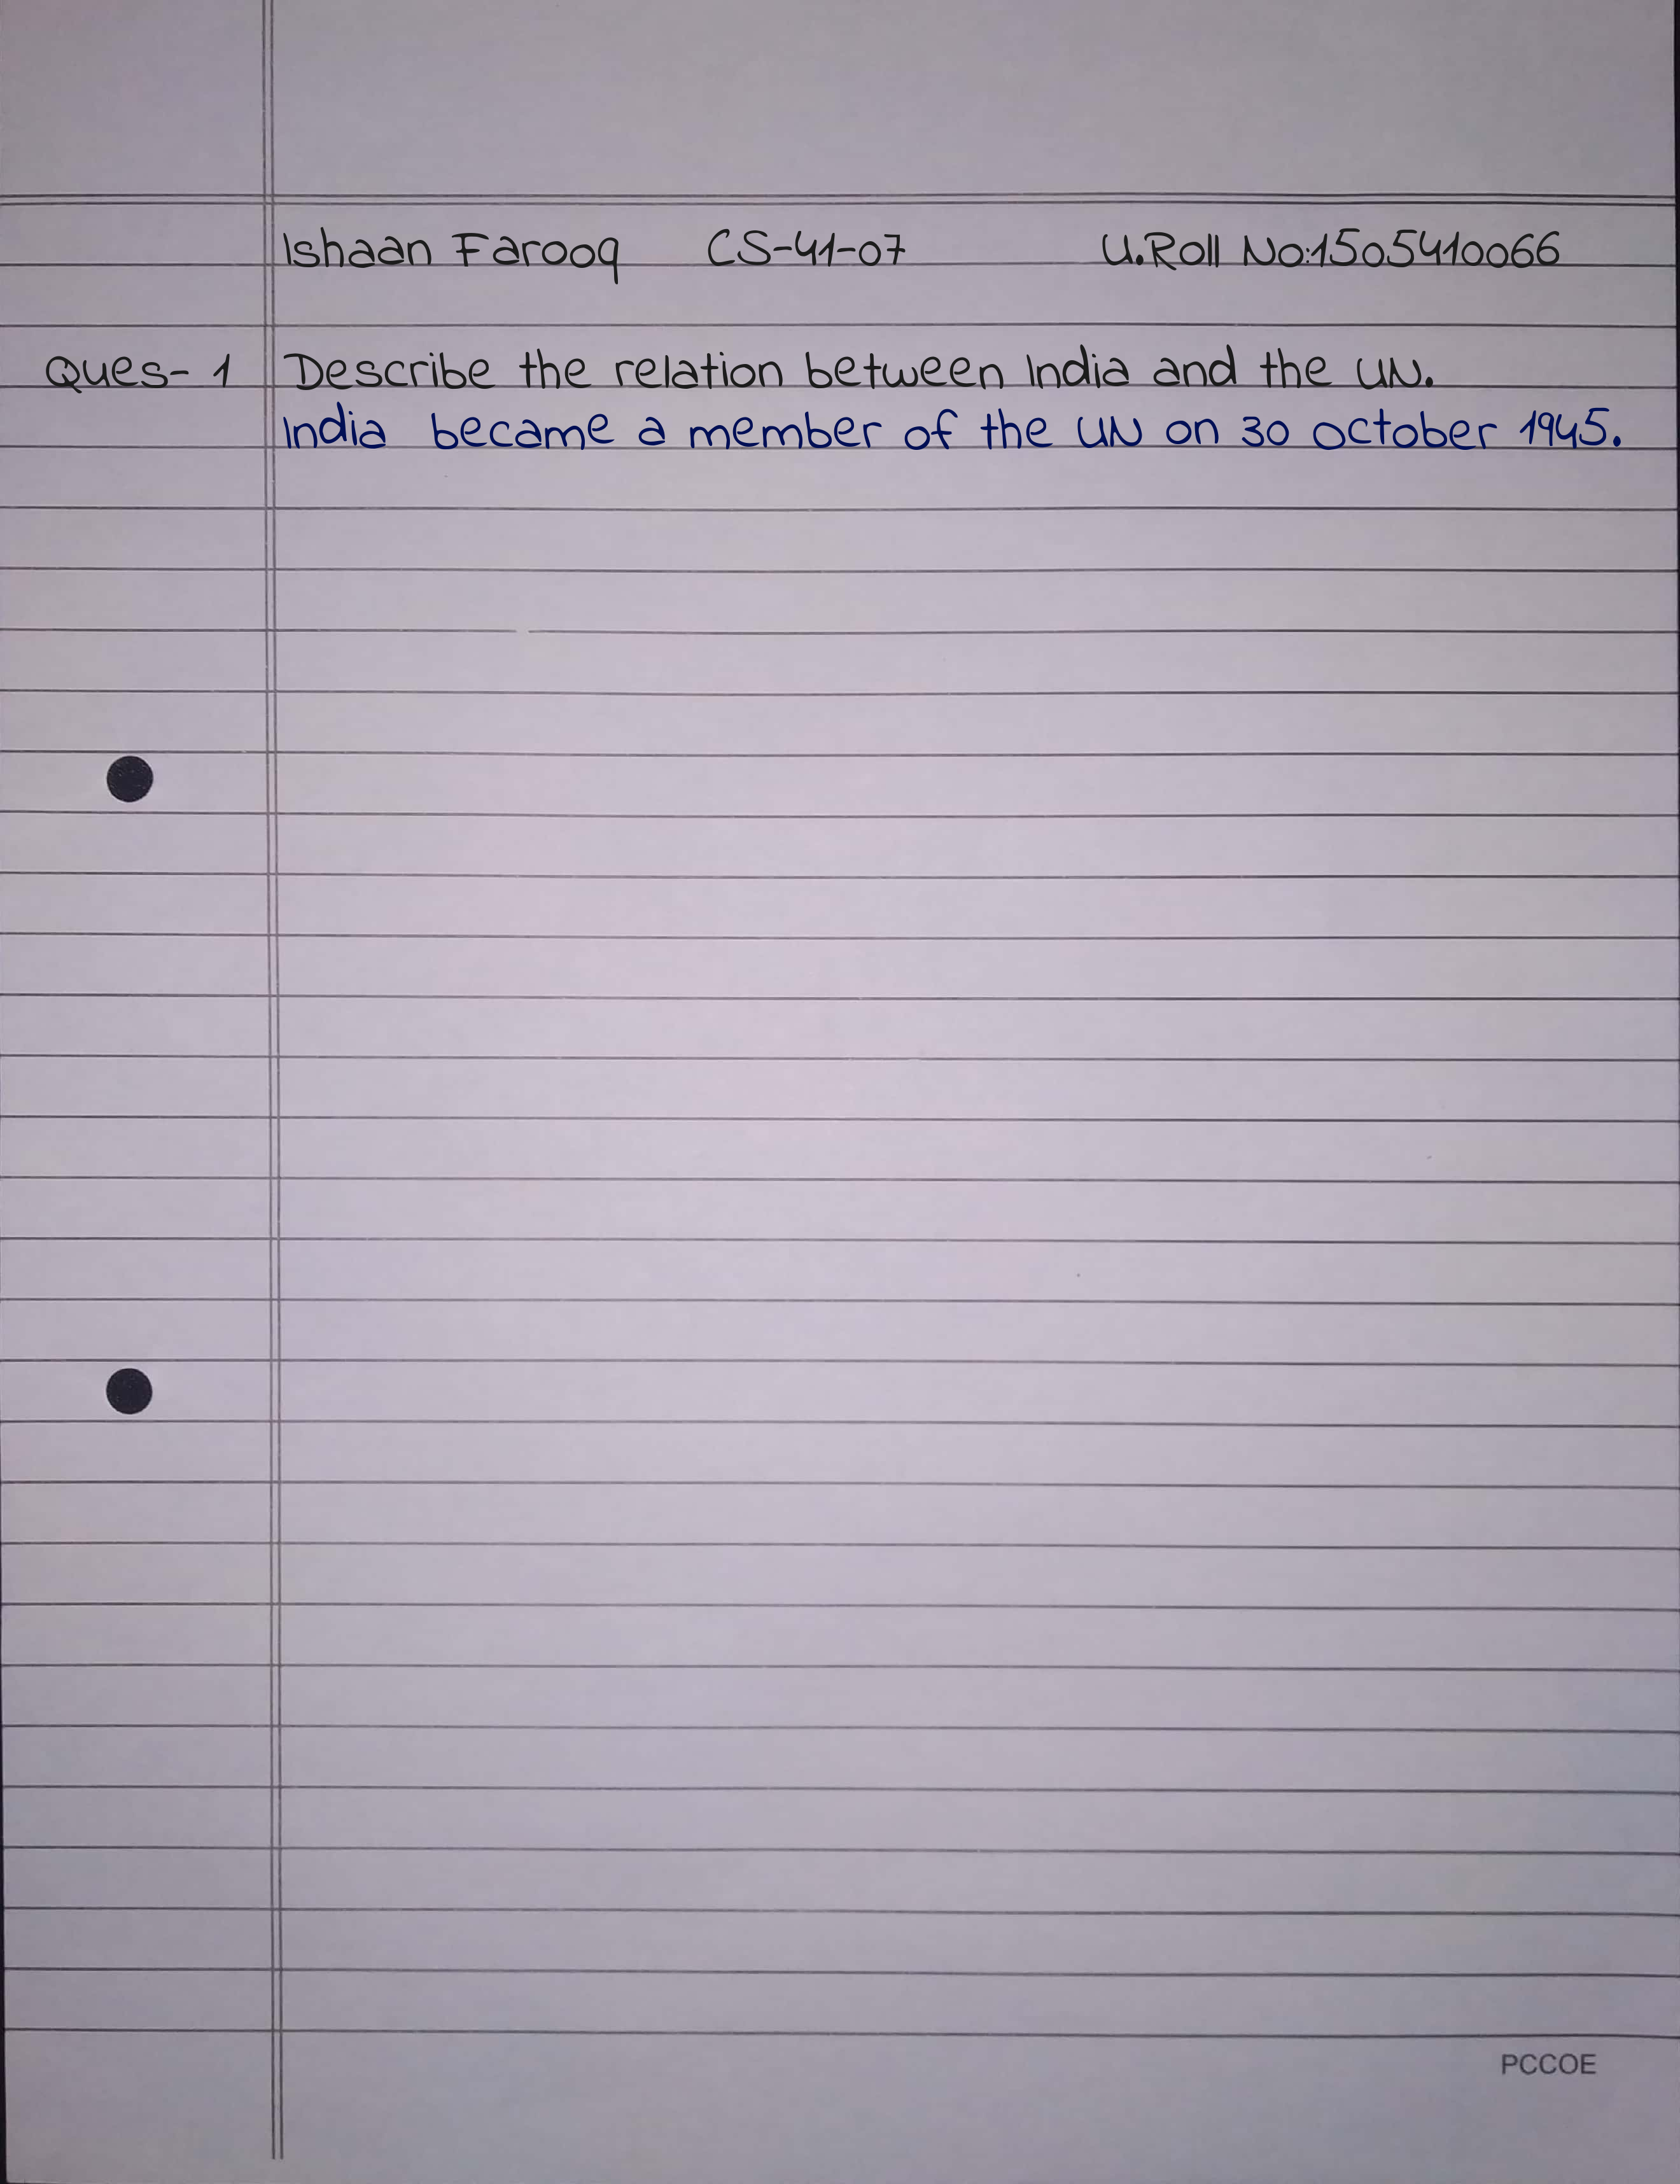 Ishaan Farooq CS-41-07 U.Roll No:1505410066
Ques- 1 Describe the relation between India and the UN.
India became a member of the UN on 30 october 1945.
PCCOE